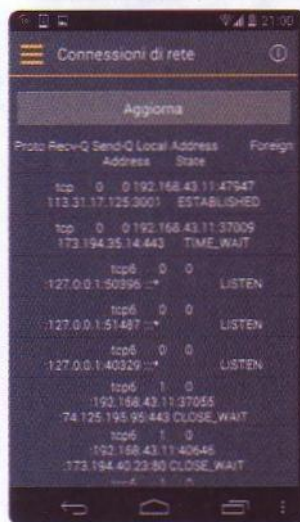 21:00
Connessioni di rete
Aggiorna
Proto Recv-Q Send-Q Local Address Foreign
Address State
tcp 0 0 192.168.43.11:47947
113.31.17.125:3001 ESTABLISHED
tcp 0 0 192.168.43.11:37009
173.194.35.14:443 TIME_WAIT
tcp6 0 0
:127.0.0.1:50396 :::* LISTEN
tcp6 0 0
:127.0.0.1:51487 :::* LISTEN
tcp6 0 0
:127.0.0.1:40329 :::* LISTEN
tcp6 1 0
:192.168.43.11:37055
:74.125.195.95:443 CLOSE_WAIT
tcp6 1 0
:192.168.43.11:40646
:173.194.40.23:80 CLOSE_WAIT